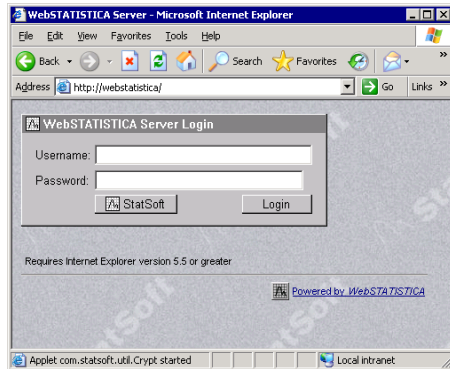 WebSTATISTICA Server - Microsoft Internet Explorer
File Edit View Favorites Tools Help
Back Search Favorites »
Address http://webstatistica/ Go Links »
WebSTATISTICA Server Login
Username:
Password:
StatSoft Login
Requires Internet Explorer version 5.5 or greater
Powered by WebSTATISTICA
Applet com.statsoft.util.Crypt started Local intranet